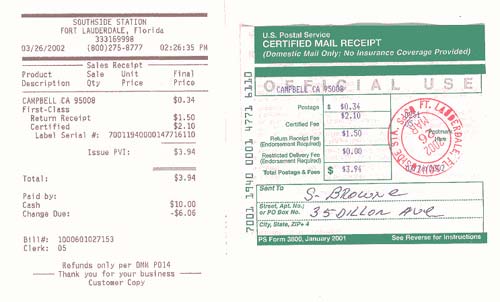 SOUTHSIDE STATION
FORT LAUDERDALE, Florida
333169998
03/26/2002 (800)275-8777 02:26:35 PM
Sales Receipt
Product Sale Unit Final
Description Qty Price Price
CAMPBELL CA 95008 $0.34
First-Class
Return Receipt $1.50
Certified $2.10
Label Serial #: 70011940000147716110
Issue PVI: $3.94
Total: $3.94
Paid by:
Cash $10.00
Change Due: -$6.06
Bill#: 1000601027153
Clerk: 05
Refunds only per DMM P014
Thank you for your business
Customer Copy
7001 1940 0001 4771 6110
U.S. Postal Service
CERTIFIED MAIL RECEIPT
(Domestic Mail Only; No Insurance Coverage Provided)
OFFICIAL USE
CAMPBELL CA 95008
Postage $ $0.34
Certified Fee $2.10
Return Receipt Fee
(Endorsement Required) $1.50
Restricted Delivery Fee
(Endorsement Required) $0.00
Total Postage & Fees $ $3.94
Postmark
Here
FT. LAUDERDALE, FL
MAR
2002
Sent To S. BROWNE
Street, Apt. No.;
or PO Box No. 35 DILLON AVE
City, State, ZIP+4
PS Form 3800, January 2001 See Reverse for Instructions